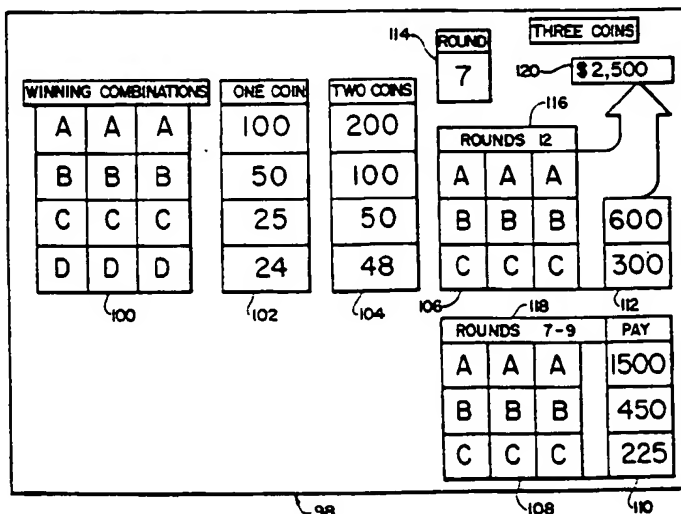 114
ROUND
7
THREE COINS
120
$2,500
WINNING COMBINATIONS
ONE COIN
TWO COINS
A A A 100 200
B B B 50 100
C C C 25 50
D D D 24 48
100
102
104
116
ROUNDS 12
A A A
B B B 600
C C C 300
106
118
112
ROUNDS 7-9 PAY
A A A 1500
B B B 450
C C C 225
98
108
110